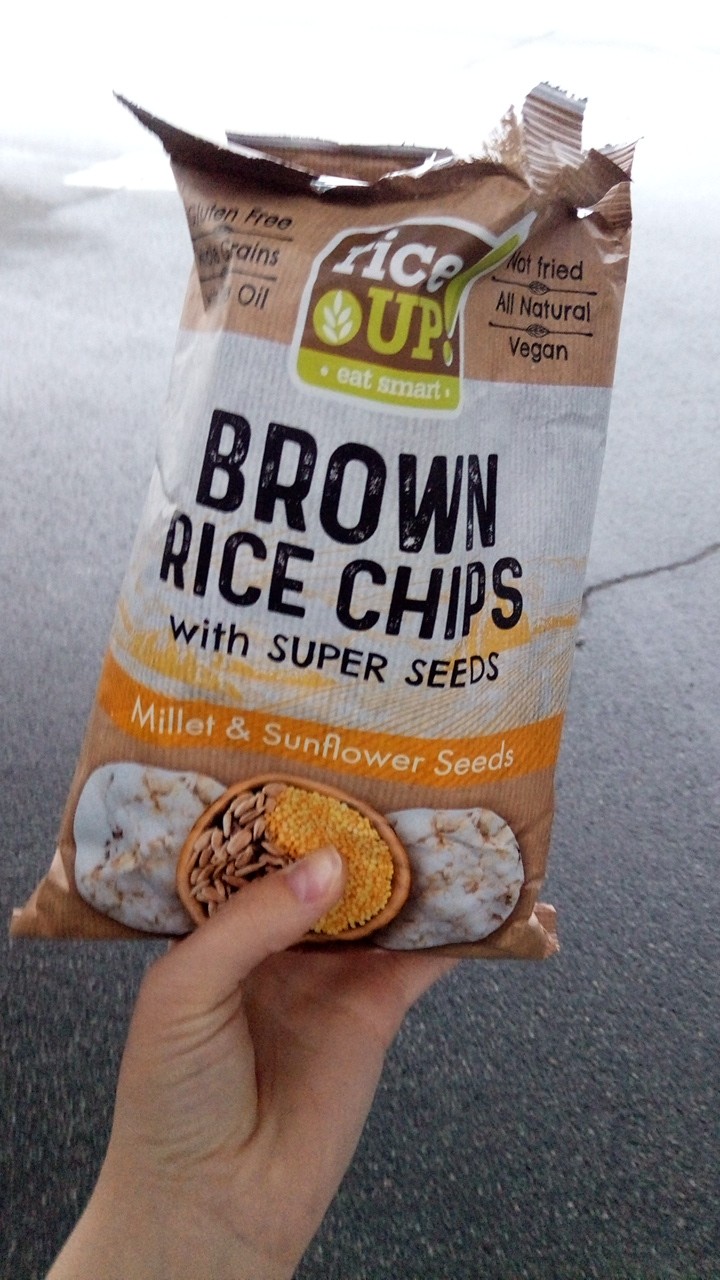 Gluten Free
Grains
Oil
rice
UP!
• eat smart •
Not fried
All Natural
Vegan
BROWN
RICE CHIPS
with SUPER SEEDS
Millet & Sunflower Seeds